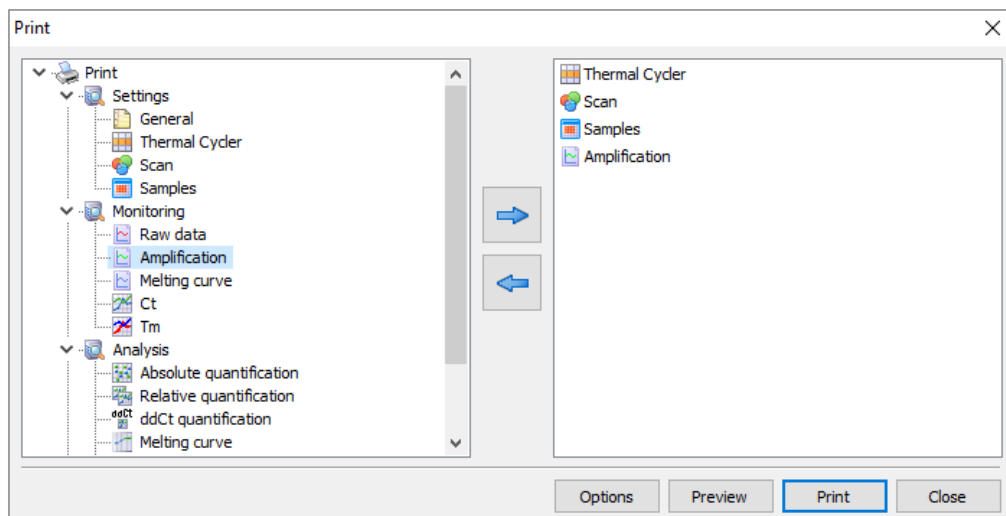 Print
Print
Settings
General
Thermal Cycler
Scan
Samples
Monitoring
Raw data
Amplification
Melting curve
Ct
Tm
Analysis
Absolute quantification
Relative quantification
ddCt
ddCt quantification
Melting curve
Thermal Cycler
Scan
Samples
Amplification
Options
Preview
Print
Close